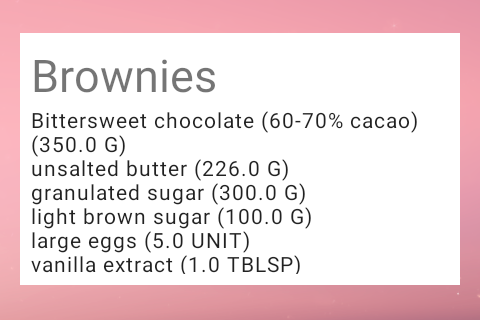 Brownies
Bittersweet chocolate (60-70% cacao)
(350.0 G)
unsalted butter (226.0 G)
granulated sugar (300.0 G)
light brown sugar (100.0 G)
large eggs (5.0 UNIT)
vanilla extract (1.0 TBLSP)